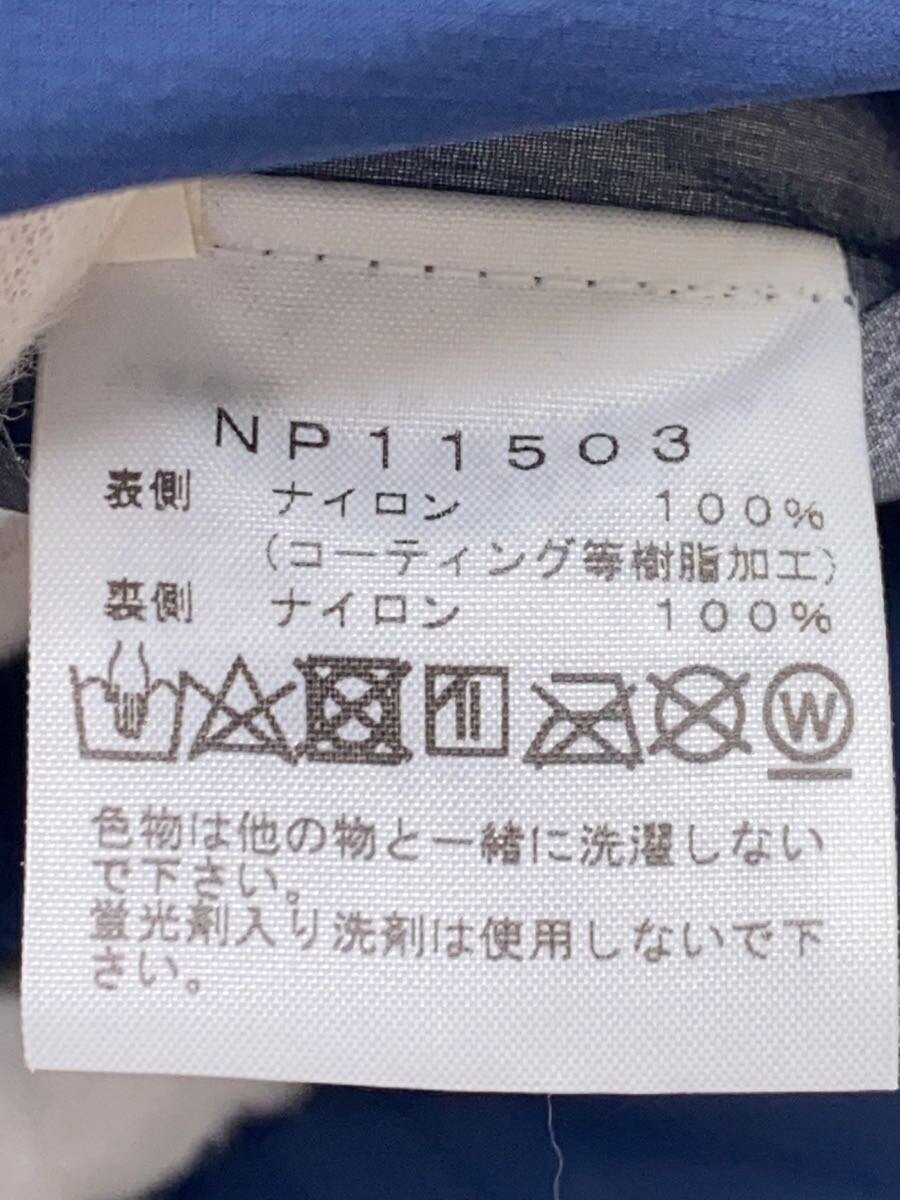 NP11503
表側 ナイロン 100%
(コーティング等樹脂加工)
裏側 ナイロン 100%
W
色物は他の物と一緒に洗濯しない
で下さい。
蛍光剤入り洗剤は使用しないで下
さい。